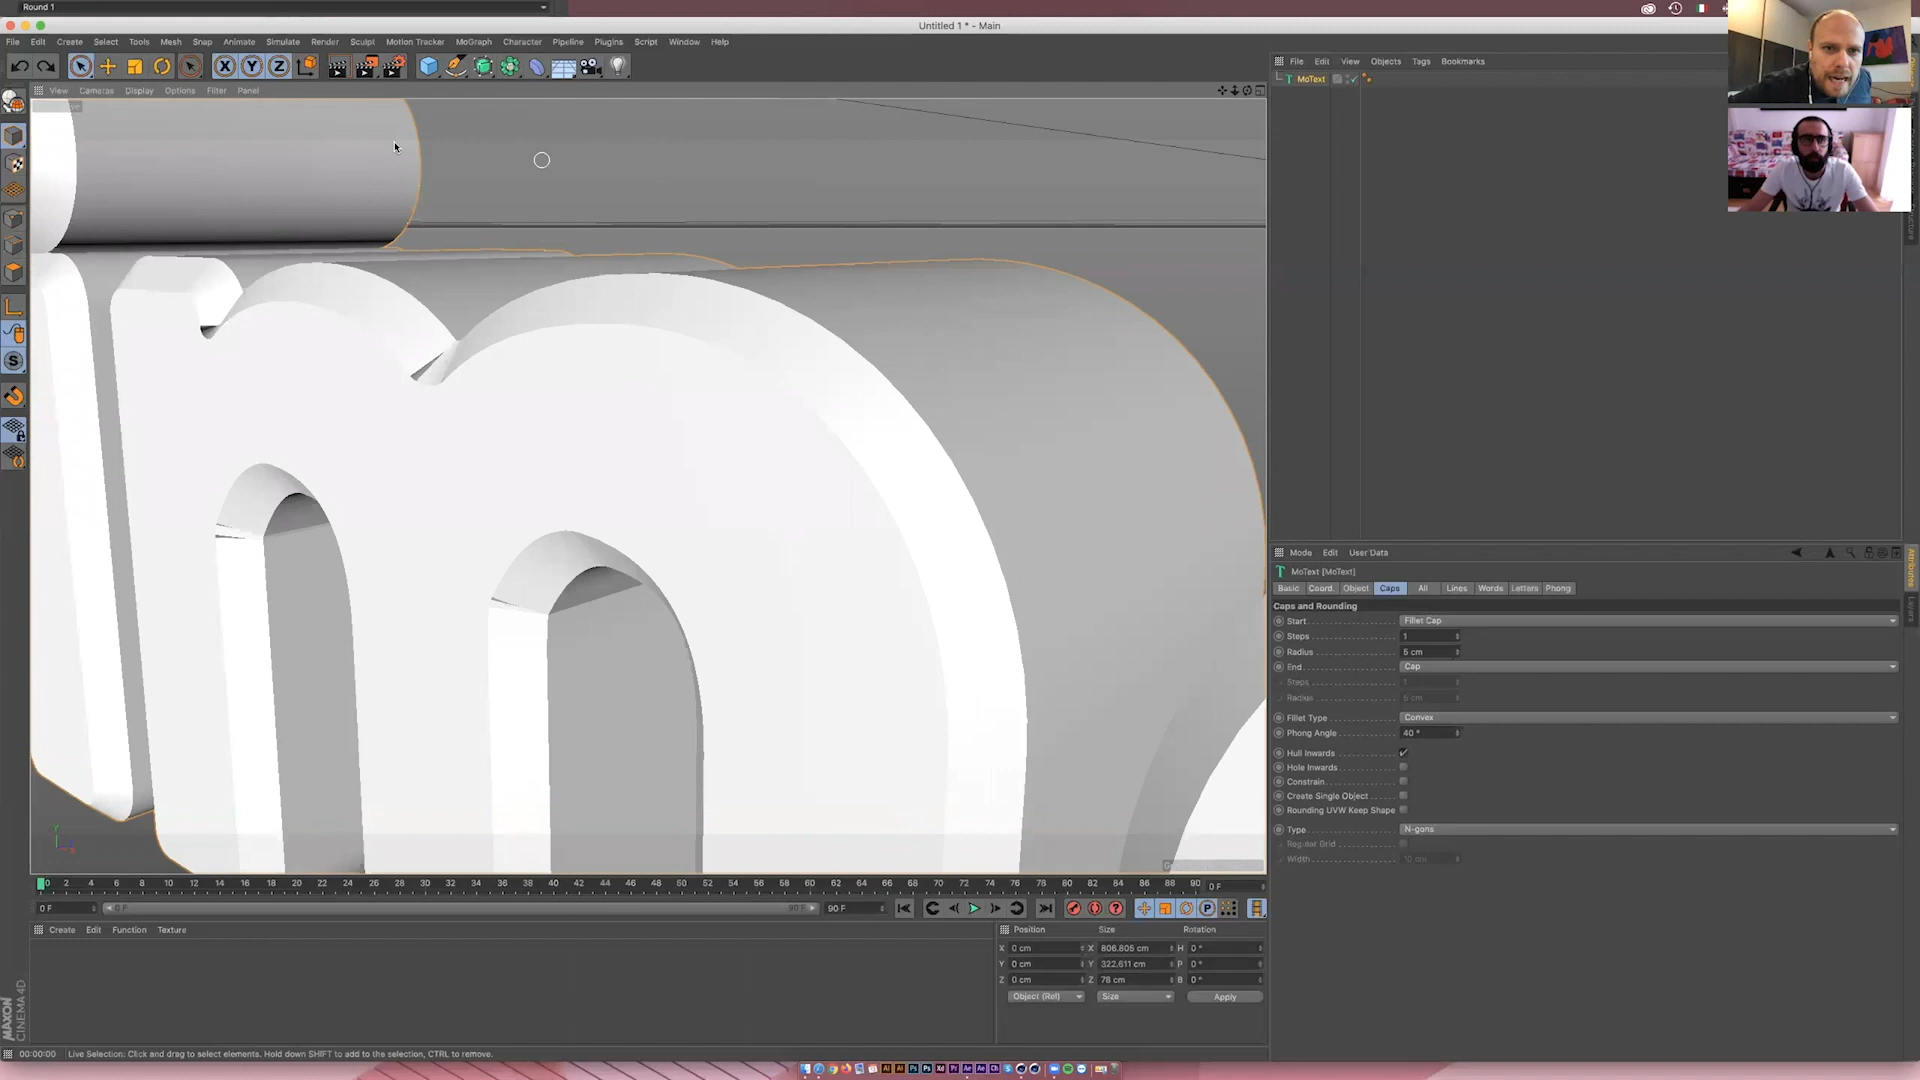 Round 1
Untitled 1 * - Main
File Edit Create Select Tools Mesh Snap Animate Simulate Render Sculpt Motion Tracker MoGraph Character Pipeline Plugins Script Window Help
X Y Z
File Edit View Objects Tags Bookmarks
MoText
View Cameras Display Options Filter Panel
Mode Edit User Data
MoText [MoText]
Basic Coord. Object Caps All Lines Words Letters Phong
Caps and Rounding
Start Fillet Cap
Steps 1
Radius 5 cm
End Cap
Steps 1
Radius 5 cm
Fillet Type Convex
Phong Angle 40 °
Hull Inwards
Hole Inwards
Constrain
Create Single Object
Rounding UVW Keep Shape
Type N-gons
Regular Grid
Width 10 cm
Attributes
Layers
0 2 4 6 8 10 12 14 16 18 20 22 24 26 28 30 32 34 36 38 40 42 44 46 48 50 52 54 56 58 60 62 64 66 68 70 72 74 76 78 80 82 84 86 88 90 0 F
0 F 0 F 90 F 90 F
Create Edit Function Texture
Position Size Rotation
X 0 cm X 806.805 cm H 0 °
Y 0 cm Y 322.611 cm P 0 °
Z 0 cm Z 78 cm B 0 °
Object (Rel) Size Apply
MAXON
CINEMA 4D
00:00:00 Live Selection: Click and drag to select elements. Hold down SHIFT to add to the selection, CTRL to remove.